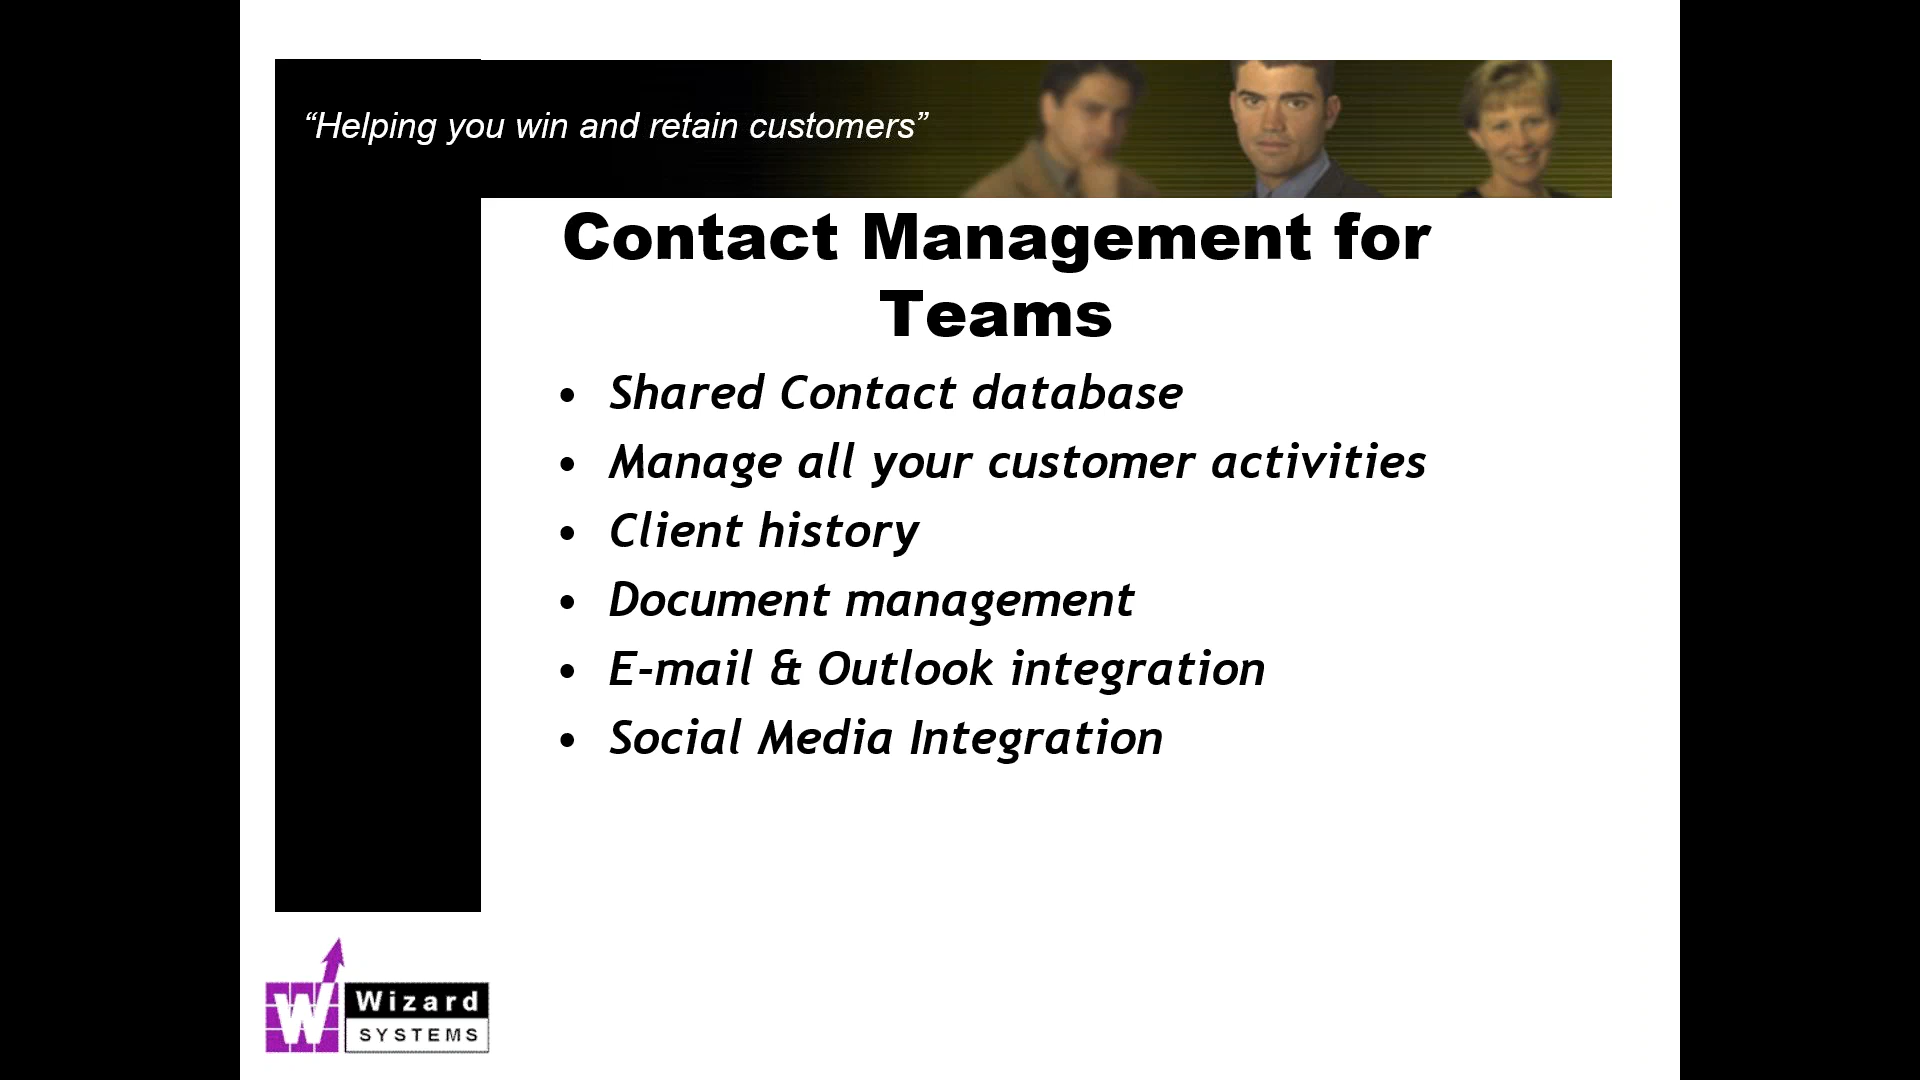 “Helping you win and retain customers”
Contact Management for
Teams
• Shared Contact database
• Manage all your customer activities
• Client history
• Document management
• E-mail & Outlook integration
• Social Media Integration
W Wizard
SYSTEMS